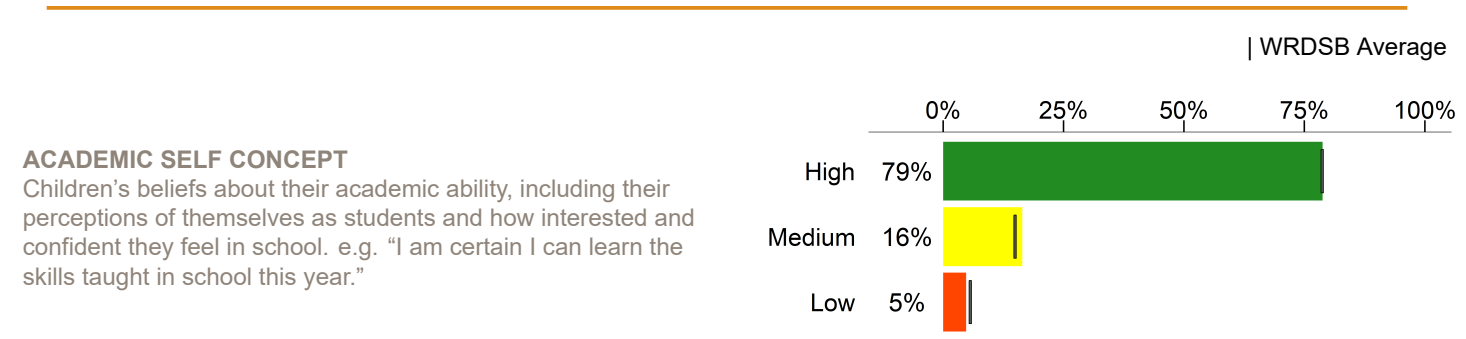 | WRDSB Average
0% 25% 50% 75% 100%
ACADEMIC SELF CONCEPT
Children’s beliefs about their academic ability, including their
perceptions of themselves as students and how interested and
confident they feel in school. e.g. “I am certain I can learn the
skills taught in school this year.”
High 79%
Medium 16%
Low 5%